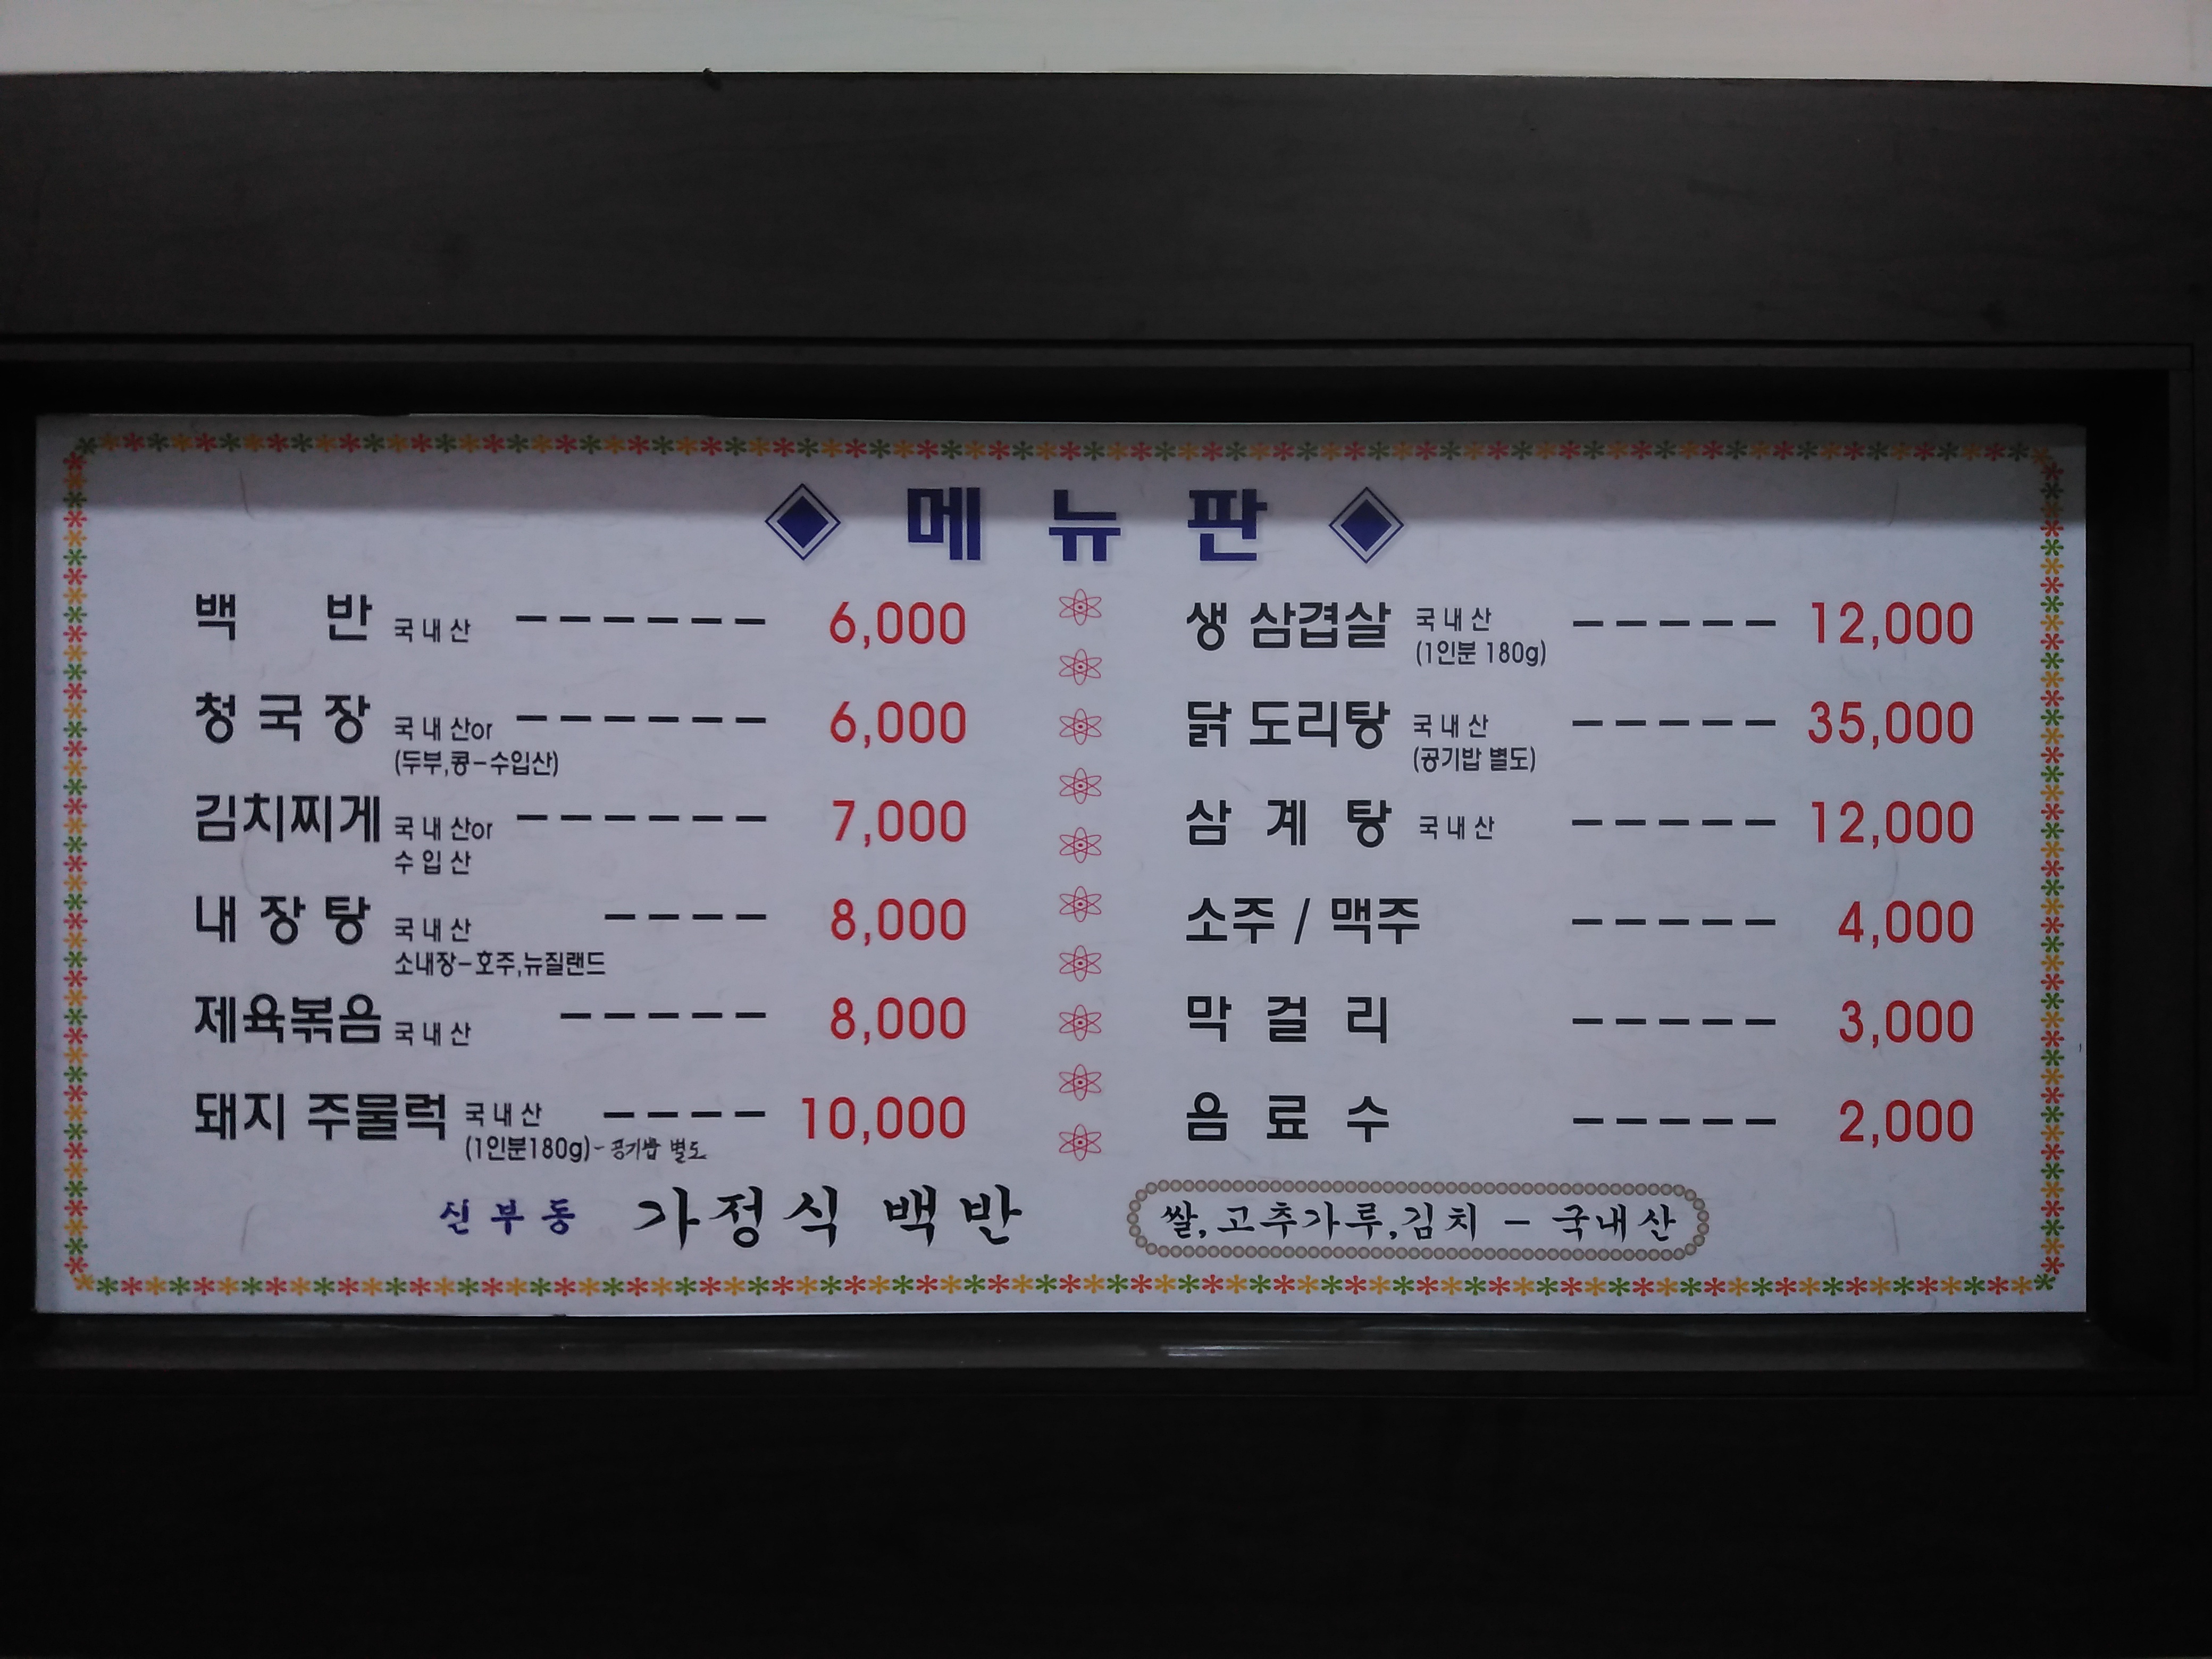 메뉴판
백 반 국내산 ------ 6,000
청국장 국내산or ------ 6,000
(두부,콩-수입산)
김치찌게 국내산or ------ 7,000
수입산
내장탕 국내산 ---- 8,000
소내장-호주,뉴질랜드
제육볶음 국내산 ----- 8,000
돼지 주물럭 국내산 ---- 10,000
(1인분180g)-공기밥 별도
생 삼겹살 국내산 ----- 12,000
(1인분 180g)
닭 도리탕 국내산 ----- 35,000
(공기밥 별도)
삼계탕 국내산 ----- 12,000
소주 / 맥주 ----- 4,000
막걸리 ----- 3,000
음료수 ----- 2,000
신부동 가정식 백반
쌀,고추가루,김치 - 국내산